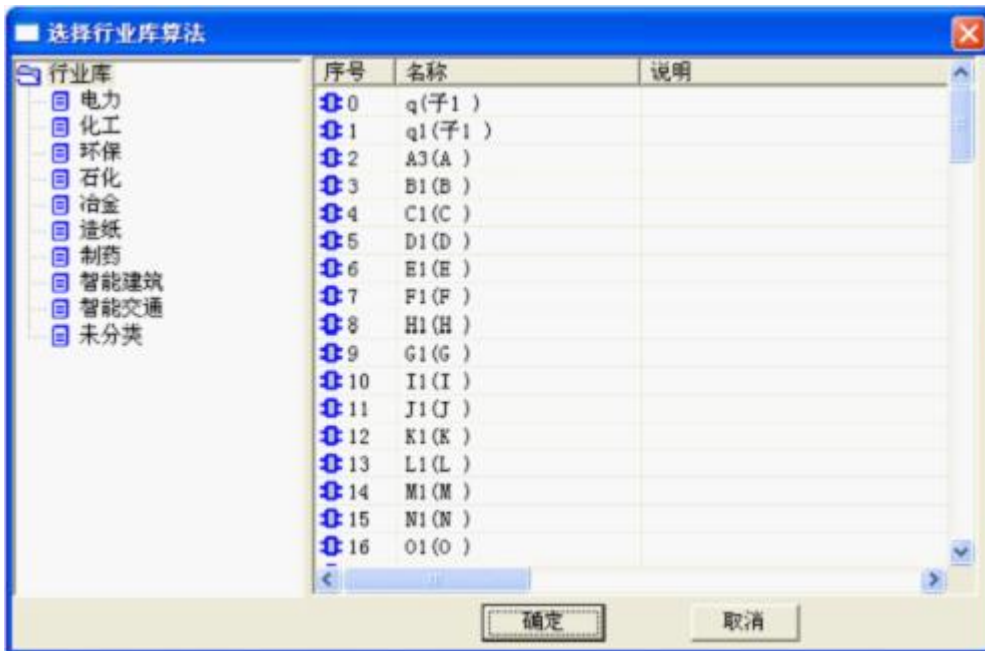 选择行业库算法
行业库
电力
化工
环保
石化
冶金
造纸
制药
智能建筑
智能交通
未分类
序号 名称 说明
0 q(子1 )
1 q1(子1 )
2 A3(A )
3 B1(B )
4 C1(C )
5 D1(D )
6 E1(E )
7 F1(F )
8 H1(H )
9 G1(G )
10 I1(I )
11 J1(J )
12 K1(K )
13 L1(L )
14 M1(M )
15 N1(N )
16 O1(O )
确定 取消